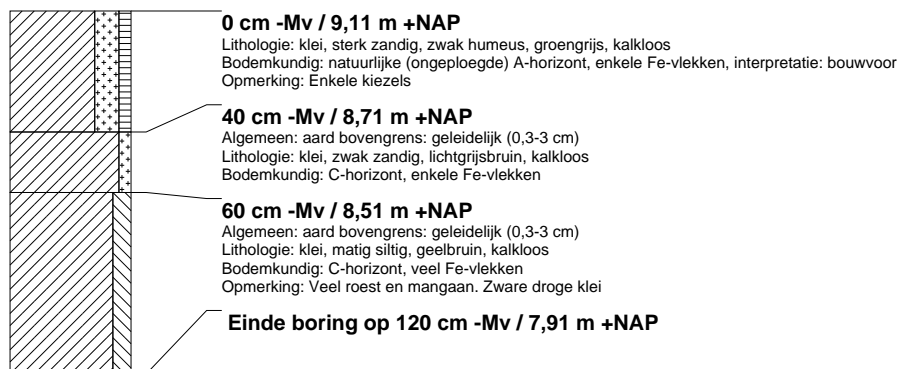 0 cm -Mv / 9,11 m +NAP
Lithologie: klei, sterk zandig, zwak humeus, groengrijs, kalkloos
Bodemkundig: natuurlijke (ongeploegde) A-horizont, enkele Fe-vlekken, interpretatie: bouwvoor
Opmerking: Enkele kiezels
40 cm -Mv / 8,71 m +NAP
Algemeen: aard bovengrens: geleidelijk (0,3-3 cm)
Lithologie: klei, zwak zandig, lichtgrijsbruin, kalkloos
Bodemkundig: C-horizont, enkele Fe-vlekken
60 cm -Mv / 8,51 m +NAP
Algemeen: aard bovengrens: geleidelijk (0,3-3 cm)
Lithologie: klei, matig siltig, geelbruin, kalkloos
Bodemkundig: C-horizont, veel Fe-vlekken
Opmerking: Veel roest en mangaan. Zware droge klei
Einde boring op 120 cm -Mv / 7,91 m +NAP